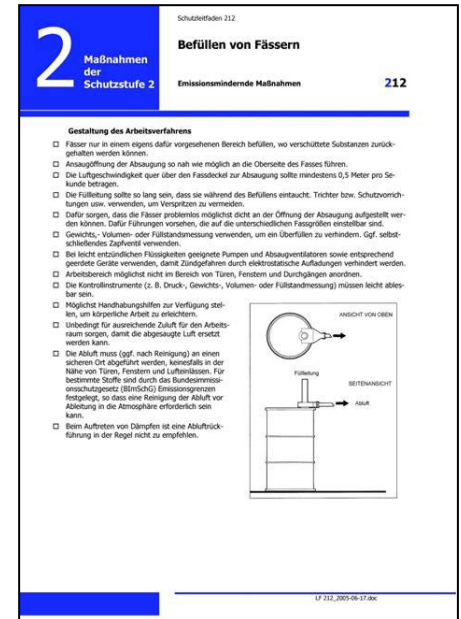 Schutzleitfaden 212
2
Maßnahmen
der
Schutzstufe 2
Befüllen von Fässern
Emissionsmindernde Maßnahmen
212
Gestaltung des Arbeitsverfahrens
□ Fässer nur in einem eigens dafür vorgesehenen Bereich befüllen, wo verschüttete Substanzen zurück-
gehalten werden können.
□ Ansaugöffnung der Absaugung so nah wie möglich an die Oberseite des Fasses führen.
□ Die Luftgeschwindigkeit quer über den Fassdeckel zur Absaugung sollte mindestens 0,5 Meter pro Se-
kunde betragen.
□ Die Füllleitung sollte so lang sein, dass sie während des Befüllens eintaucht. Trichter bzw. Schutzvorrich-
tungen usw. verwenden, um Verspritzen zu vermeiden.
□ Dafür sorgen, dass die Fässer problemlos möglichst dicht an der Öffnung der Absaugung aufgestellt wer-
den können. Dafür Führungen vorsehen, die auf die unterschiedlichen Fassgrößen einstellbar sind.
□ Gewichts,- Volumen- oder Füllstandsmessung verwenden, um ein Überfüllen zu verhindern. Ggf. selbst-
schließendes Zapfventil verwenden.
□ Bei leicht entzündlichen Flüssigkeiten geeignete Pumpen und Absaugventilatoren sowie entsprechend
geerdete Geräte verwenden, damit Zündgefahren durch elektrostatische Aufladungen verhindert werden.
□ Arbeitsbereich möglichst nicht im Bereich von Türen, Fenstern und Durchgängen anordnen.
□ Die Kontrollinstrumente (z. B. Druck-, Gewichts-, Volumen- oder Füllstandmessung) müssen leicht ables-
bar sein.
□ Möglichst Handhabungshilfen zur Verfügung stel-
len, um körperliche Arbeit zu erleichtern.
□ Unbedingt für ausreichende Zuluft für den Arbeits-
raum sorgen, damit die abgesaugte Luft ersetzt
werden kann.
□ Die Abluft muss (ggf. nach Reinigung) an einen
sicheren Ort abgeführt werden, keinesfalls in der
Nähe von Türen, Fenstern und Lufteinlässen. Für
bestimmte Stoffe sind durch das Bundesimmissi-
onsschutzgesetz (BImSchG) Emissionsgrenzen
festgelegt, so dass eine Reinigung der Abluft vor
Ableitung in die Atmosphäre erforderlich sein
kann.
□ Beim Auftreten von Dämpfen ist eine Abluftrück-
führung in der Regel nicht zu empfehlen.
ANSICHT VON OBEN
Füllleitung
SEITENANSICHT
Abluft
LF 212_2005-06-17.doc